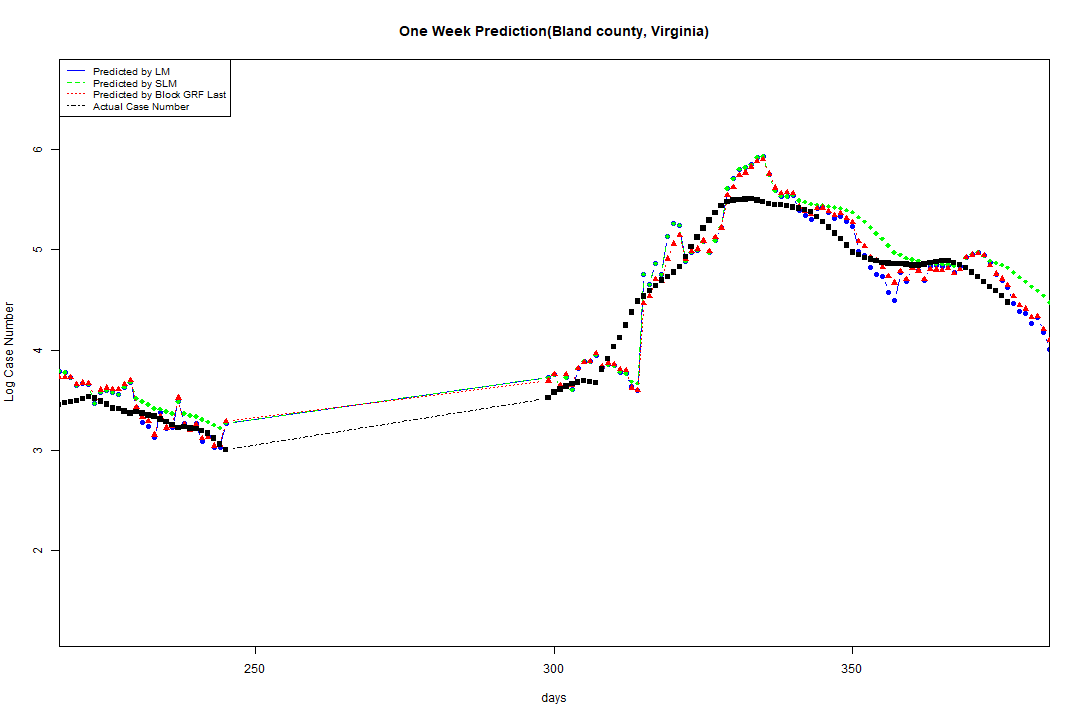 One Week Prediction(Bland county, Virginia)
Predicted by LM
Predicted by SLM
Predicted by Block GRF Last
Actual Case Number
6
5
4
3
2
Log Case Number
250 300 350
days